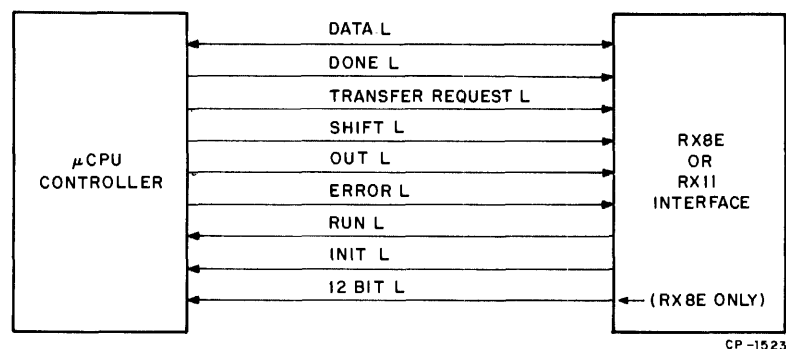 DATA L
DONE L
TRANSFER REQUEST L
SHIFT L
OUT L
ERROR L
RUN L
INIT L
12 BIT L
μCPU
CONTROLLER
RX8E
OR
RX11
INTERFACE
(RX8E ONLY)
CP-1523